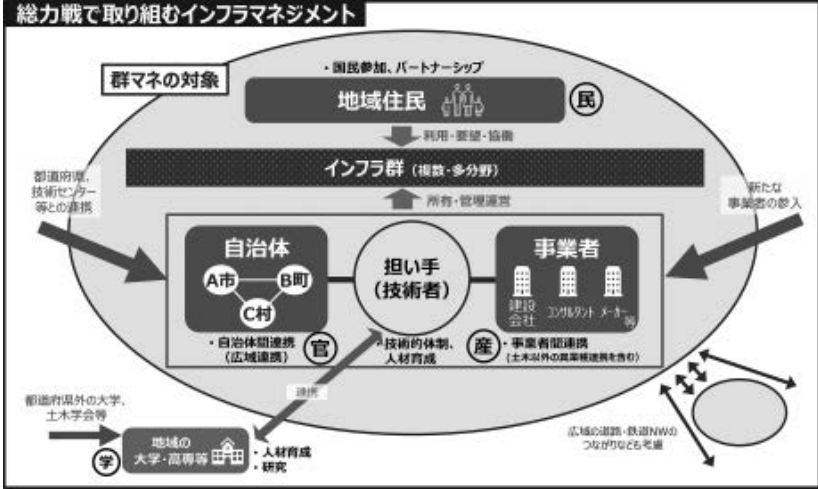 総力戦で取り組むインフラマネジメント
群マネの対象
・国民参加、パートナーシップ
地域住民
民
利用・要望・協働
インフラ群（複数・多分野）
所有・管理運営
都道府県、
技術センター
等との連携
新たな
事業者の参入
自治体
A市
B町
C村
担い手
（技術者）
事業者
建設
会社
コンサルタント
メーカー
等
・自治体間連携
（広域連携）
官
・技術的体制、
人材育成
産
・事業者間連携
（土木以外の異業種連携を含む）
連携
都道府県外の大学、
土木学会等
学
地域の
大学・高専等
・人材育成
・研究
広域の道路・鉄道NWの
つながりなども考慮